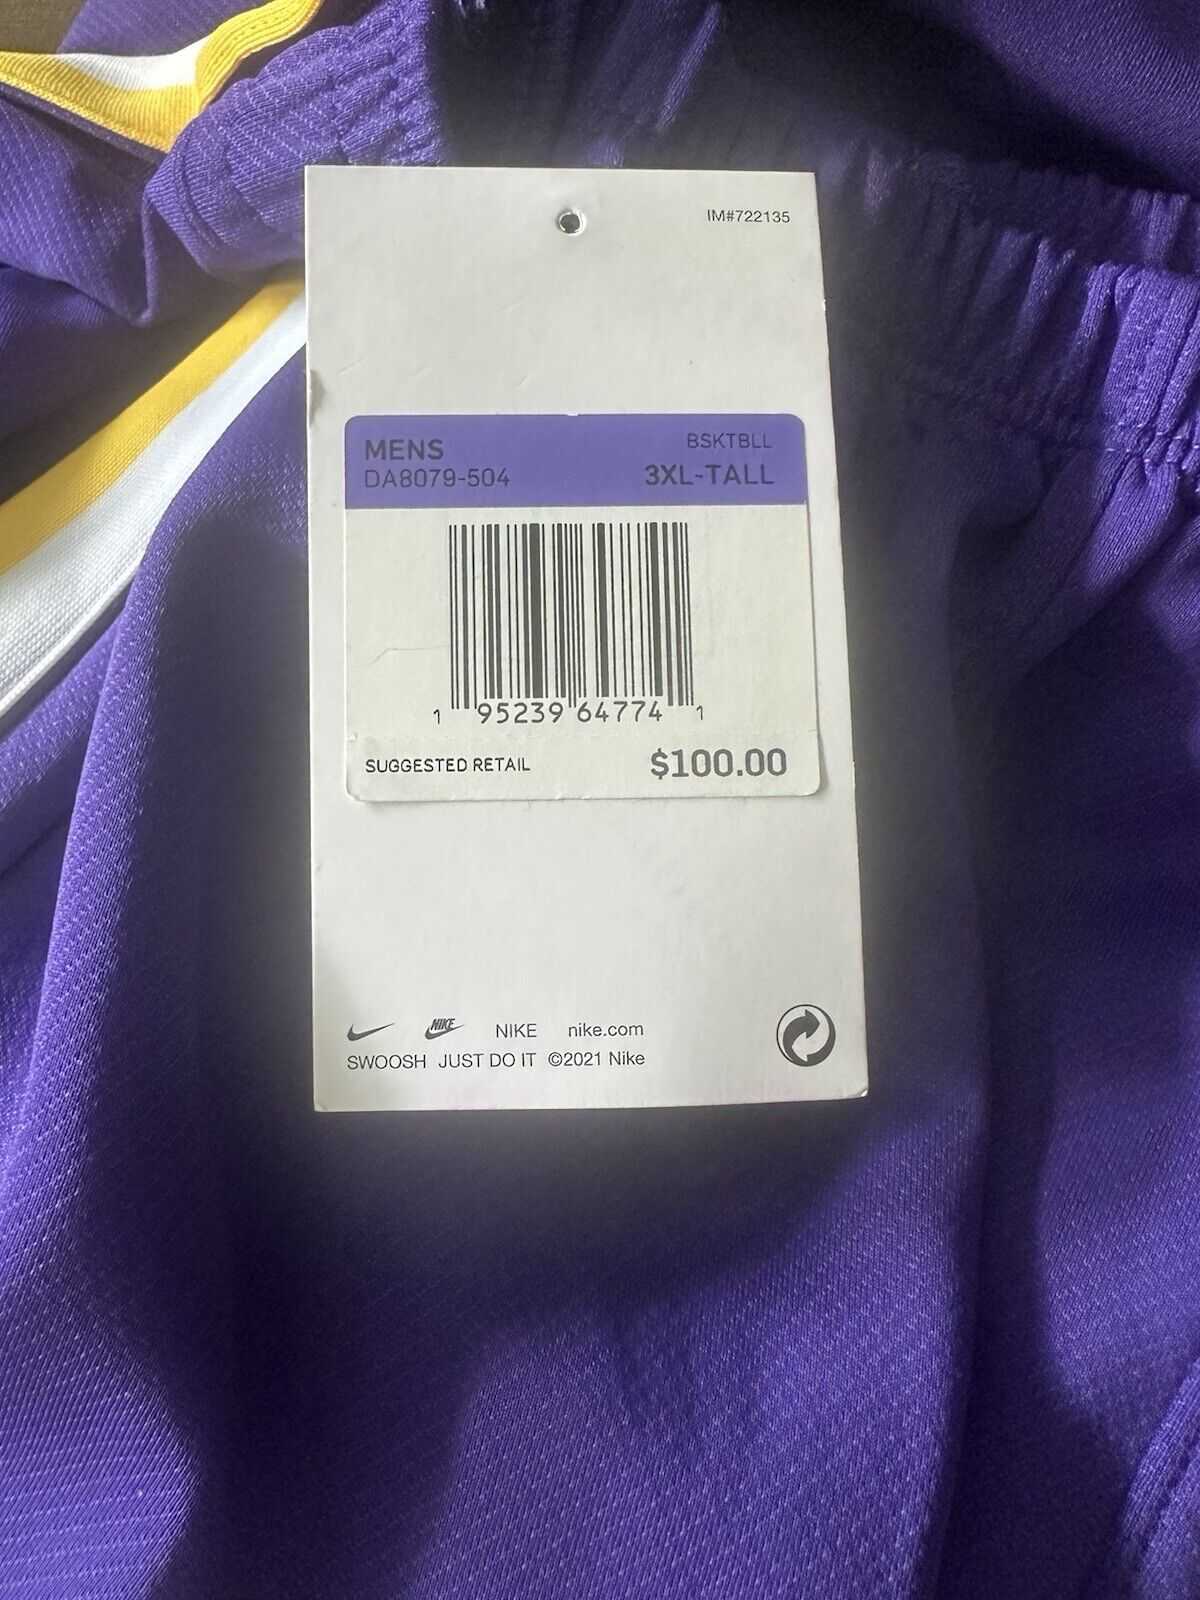 IM#722135
MENS BSKTBLL
DA8079-504 3XL-TALL
1 95239 64774 1
SUGGESTED RETAIL $100.00
NIKE NIKE nike.com
SWOOSH JUST DO IT ©2021 Nike